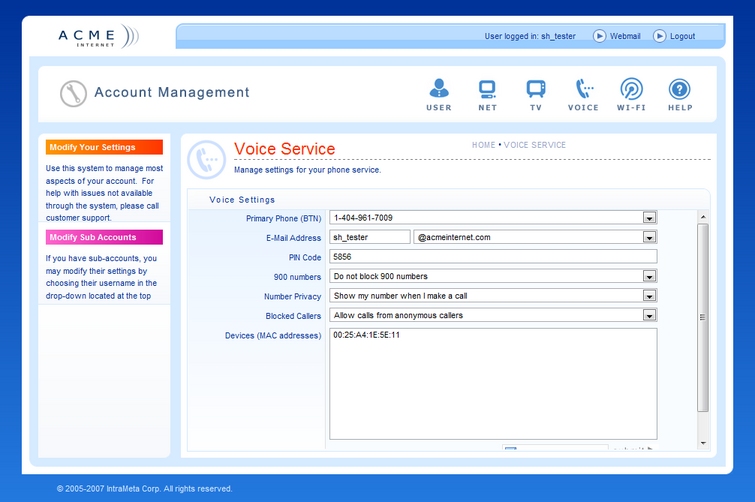 ACME
INTERNET
User logged in: sh_tester
Webmail
Logout
Account Management
USER
NET
TV
VOICE
WI-FI
HELP
Modify Your Settings
Use this system to manage most
aspects of your account. For
help with issues not available
through the system, please call
customer support.
Modify Sub Accounts
If you have sub-accounts, you
may modify their settings by
choosing their username in the
drop-down located at the top
Voice Service
HOME • VOICE SERVICE
Manage settings for your phone service.
Voice Settings
Primary Phone (BTN) 1-404-961-7009
E-Mail Address sh_tester @acmeinternet.com
PIN Code 5856
900 numbers Do not block 900 numbers
Number Privacy Show my number when I make a call
Blocked Callers Allow calls from anonymous callers
Devices (MAC addresses) 00:25:A4:1E:5E:11
© 2005-2007 IntraMeta Corp. All rights reserved.